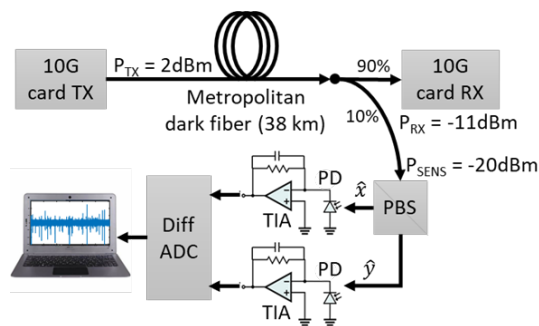 10G
card TX
P_TX = 2dBm
Metropolitan
dark fiber (38 km)
90%
10%
10G
card RX
P_RX = -11dBm
P_SENS = -20dBm
PBS
x̂
ŷ
PD
TIA
PD
TIA
Diff
ADC